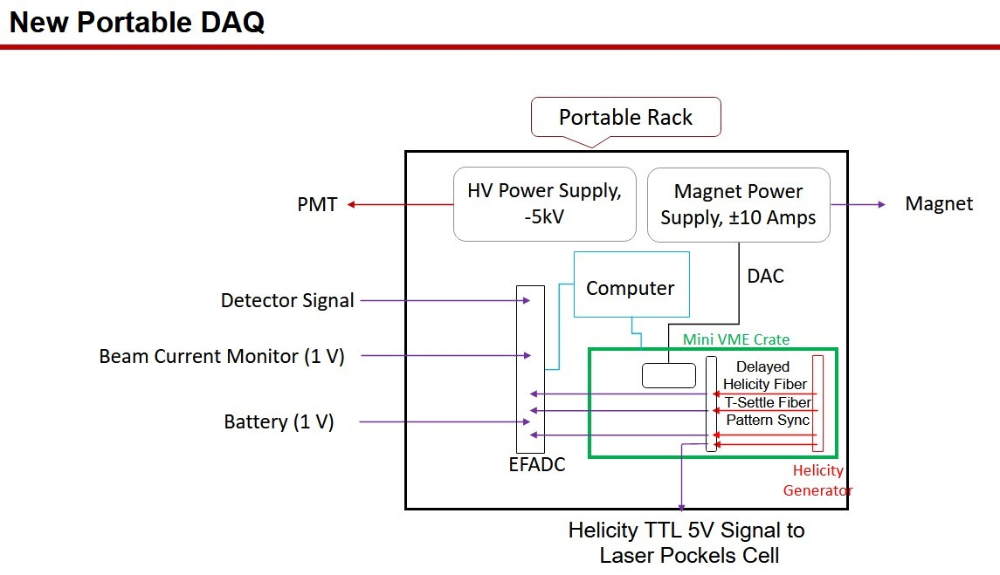 New Portable DAQ
Portable Rack
HV Power Supply,
-5kV
Magnet Power
Supply, ±10 Amps
PMT
Magnet
DAC
Computer
Detector Signal
Mini VME Crate
Beam Current Monitor (1 V)
Delayed
Helicity Fiber
T-Settle Fiber
Pattern Sync
Battery (1 V)
EFADC
Helicity
Generator
Helicity TTL 5V Signal to
Laser Pockels Cell